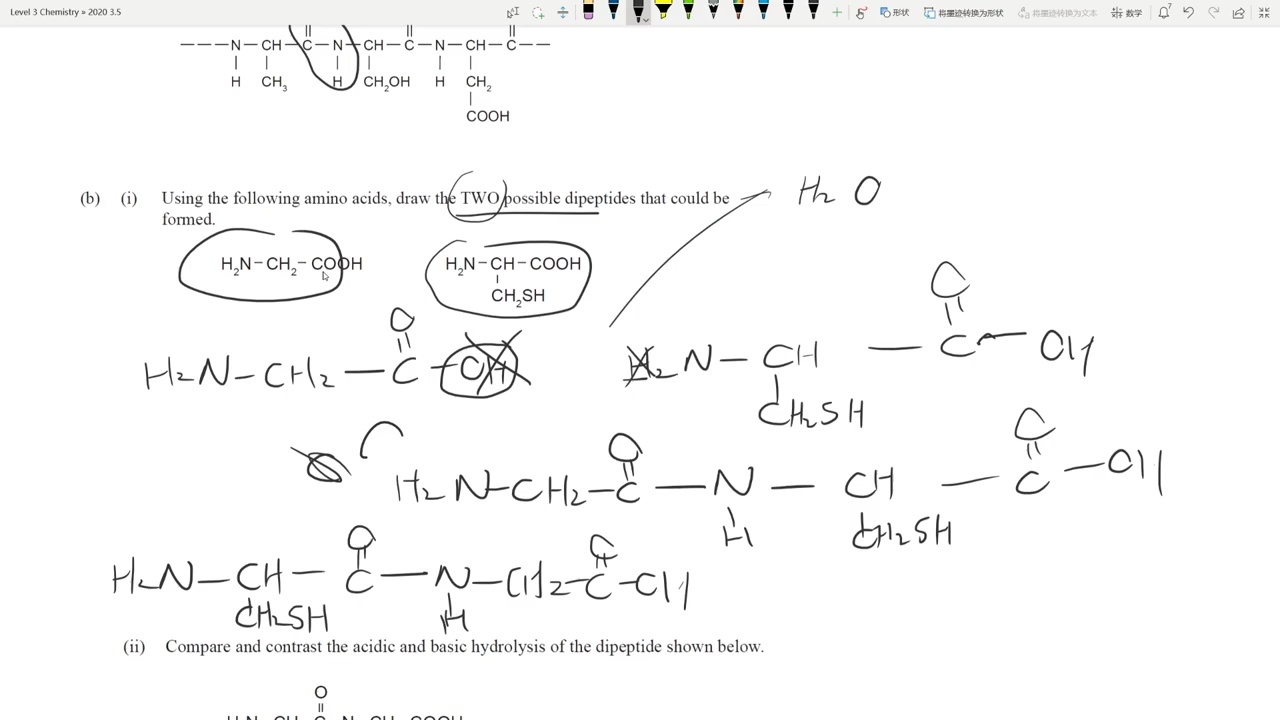 Level 3 Chemistry » 2020 3.5
形状 将墨迹转换为形状 将墨迹转换为文本 数学
---N-CH-C-N-CH-C-N-CH-C---
H CH3 H CH2OH H CH2
COOH
H2O
(b) (i) Using the following amino acids, draw the TWO possible dipeptides that could be
formed.
H2N-CH2-COOH H2N-CH-COOH
CH2SH
O O
H2N-CH2-C-OH H2N-CH-C-OH
CH2SH
O O
H2N-CH2-C-N-CH-C-OH
H CH2SH
O O
H2N-CH-C-N-CH2-C-OH
CH2SH H
(ii) Compare and contrast the acidic and basic hydrolysis of the dipeptide shown below.
O